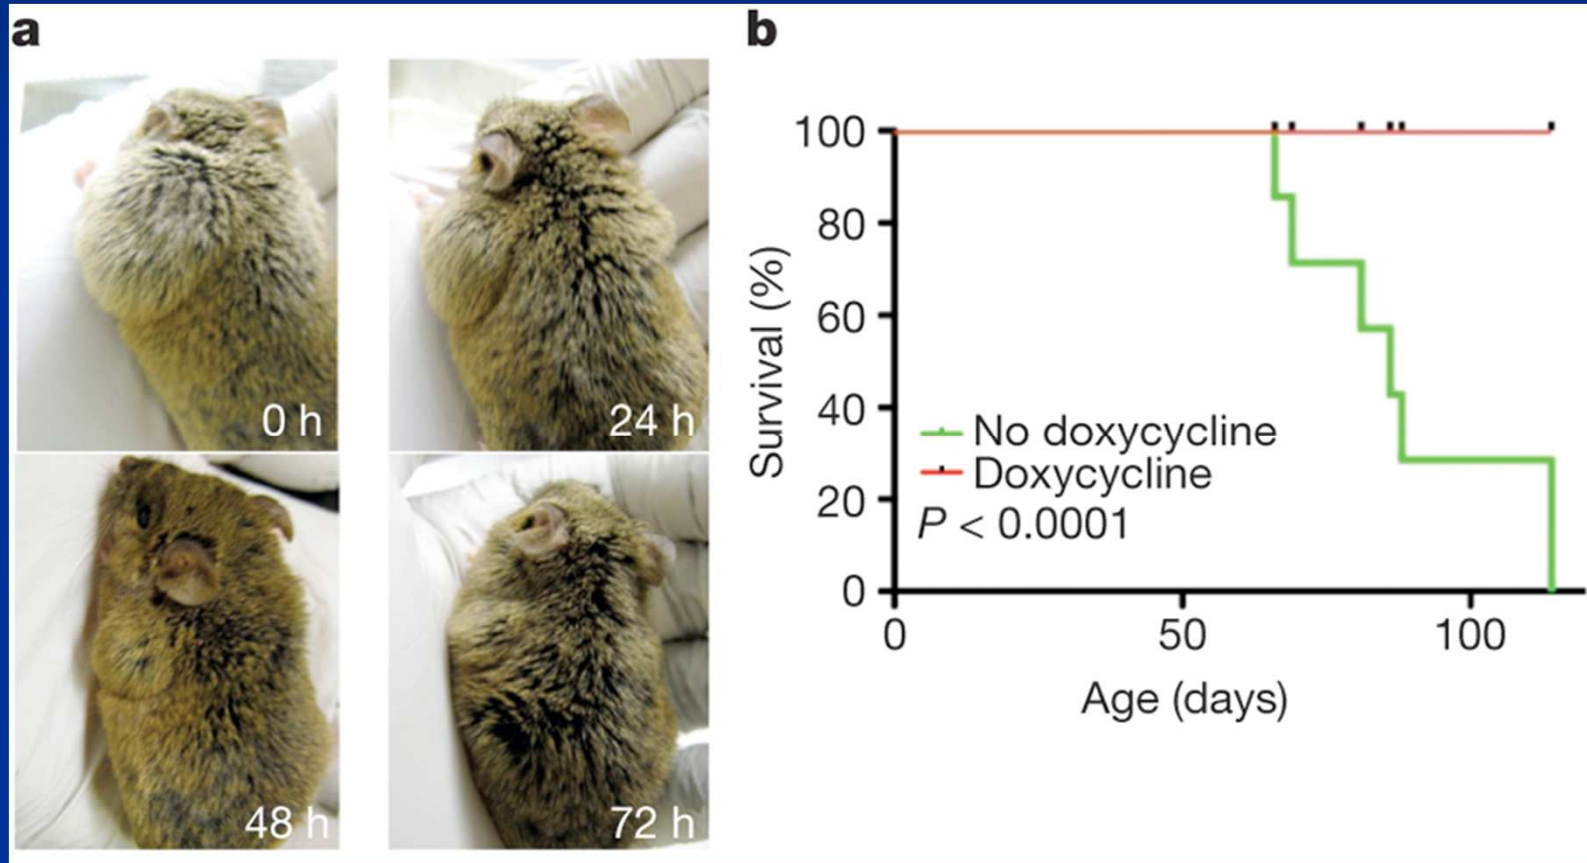 a
0 h
24 h
48 h
72 h
b
Survival (%)
100
80
60
40
20
0
No doxycycline
Doxycycline
P < 0.0001
0 50 100
Age (days)